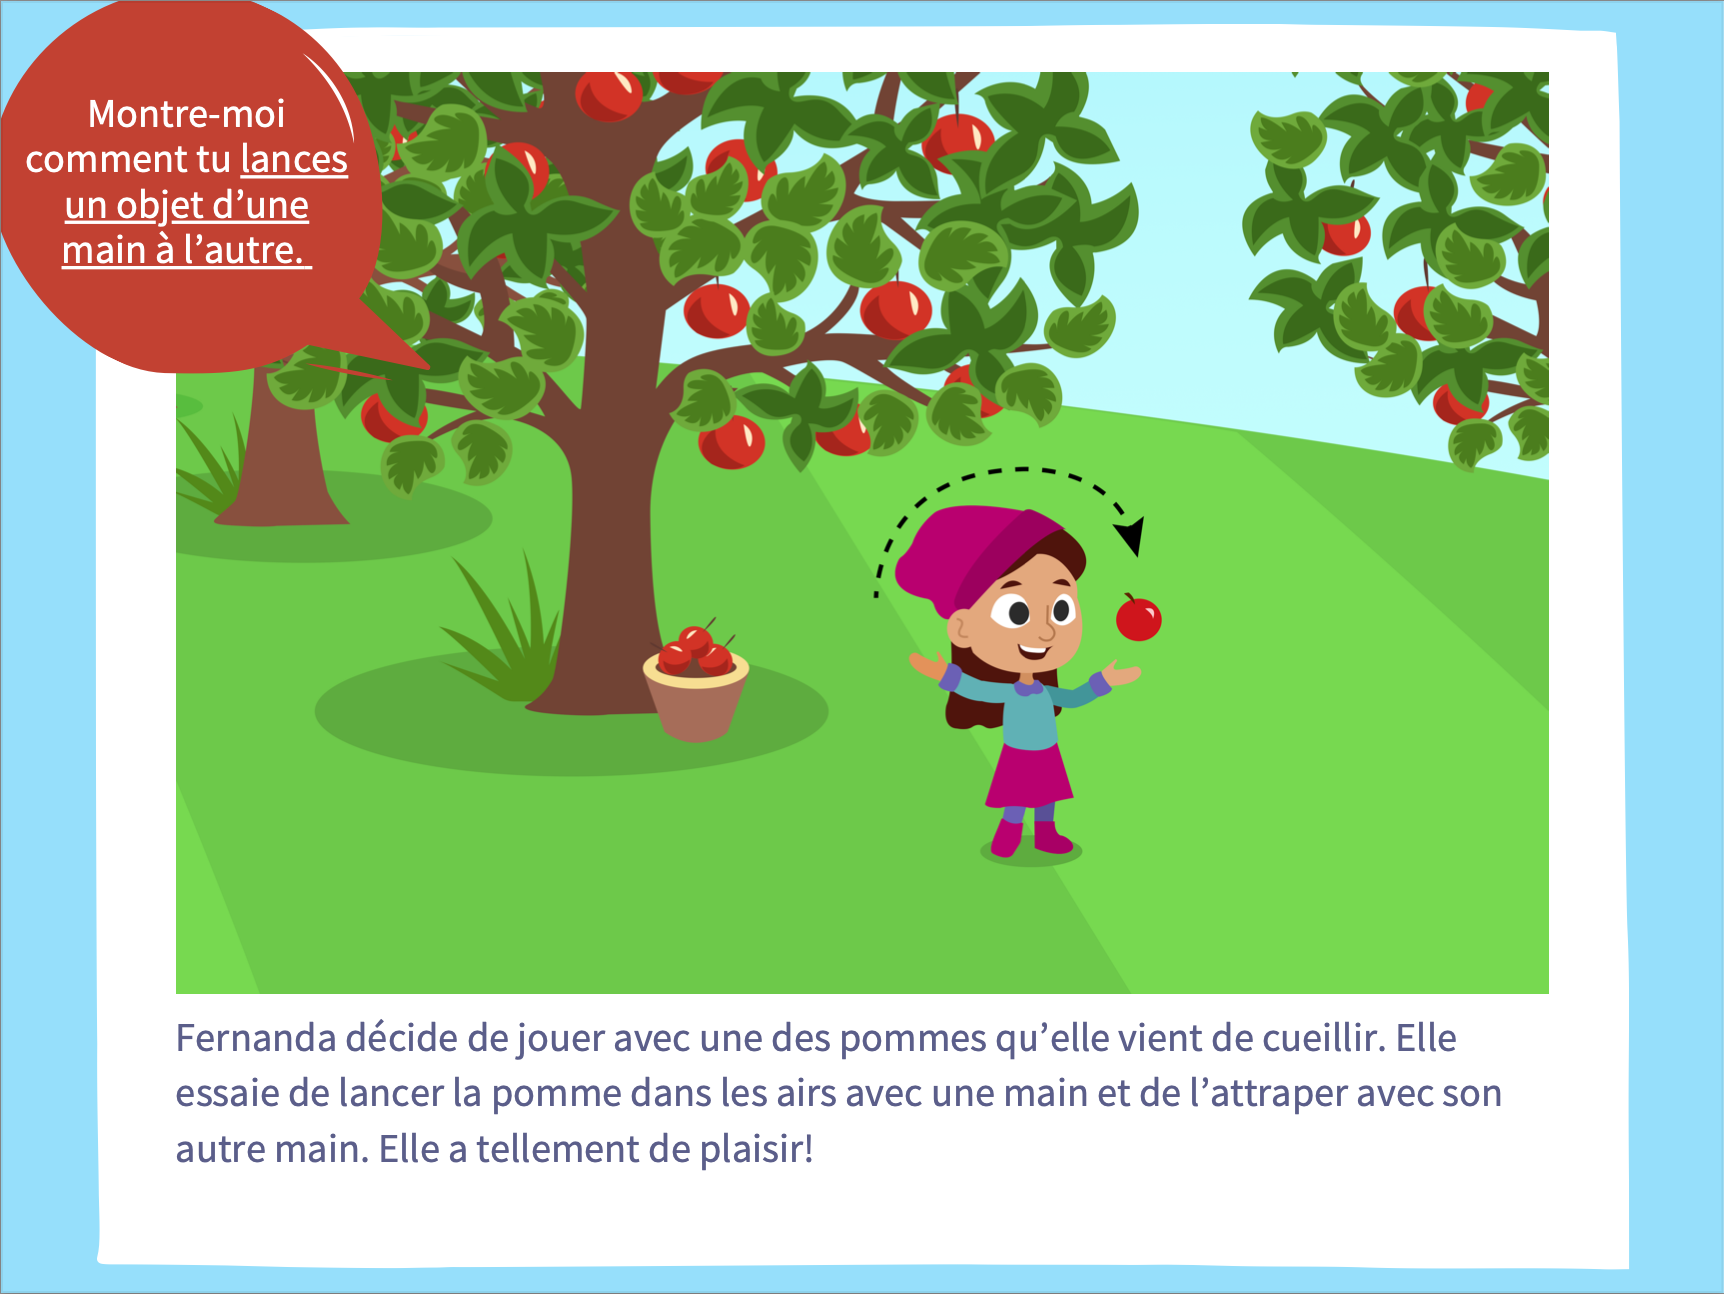 Montre-moi
comment tu lances
un objet d’une
main à l’autre.
Fernanda décide de jouer avec une des pommes qu’elle vient de cueillir. Elle
essaie de lancer la pomme dans les airs avec une main et de l’attraper avec son
autre main. Elle a tellement de plaisir!